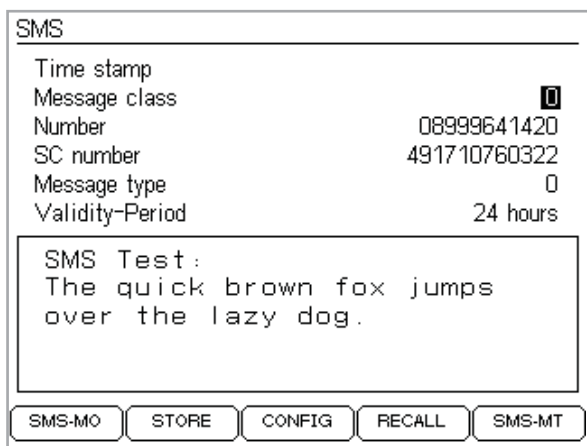 SMS
Time stamp
Message class 0
Number 08999641420
SC number 491710760322
Message type 0
Validity-Period 24 hours
SMS Test:
The quick brown fox jumps
over the lazy dog.
SMS-MO STORE CONFIG RECALL SMS-MT